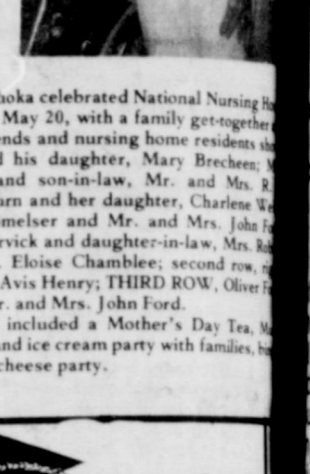 hoka celebrated National Nursing
May 20, with a family get-together
ends and nursing home residents
his daughter, Mary Brecheen;
and son-in-law, Mr. and Mrs. R.
urn and her daughter, Charlene
melser and Mr. and Mrs. John
rvick and daughter-in-law, Mrs.
Eloise Chamblee; second row,
Avis Henry; THIRD ROW, Oliver
r. and Mrs. John Ford.
included a Mother's Day Tea,
nd ice cream party with families,
cheese party.